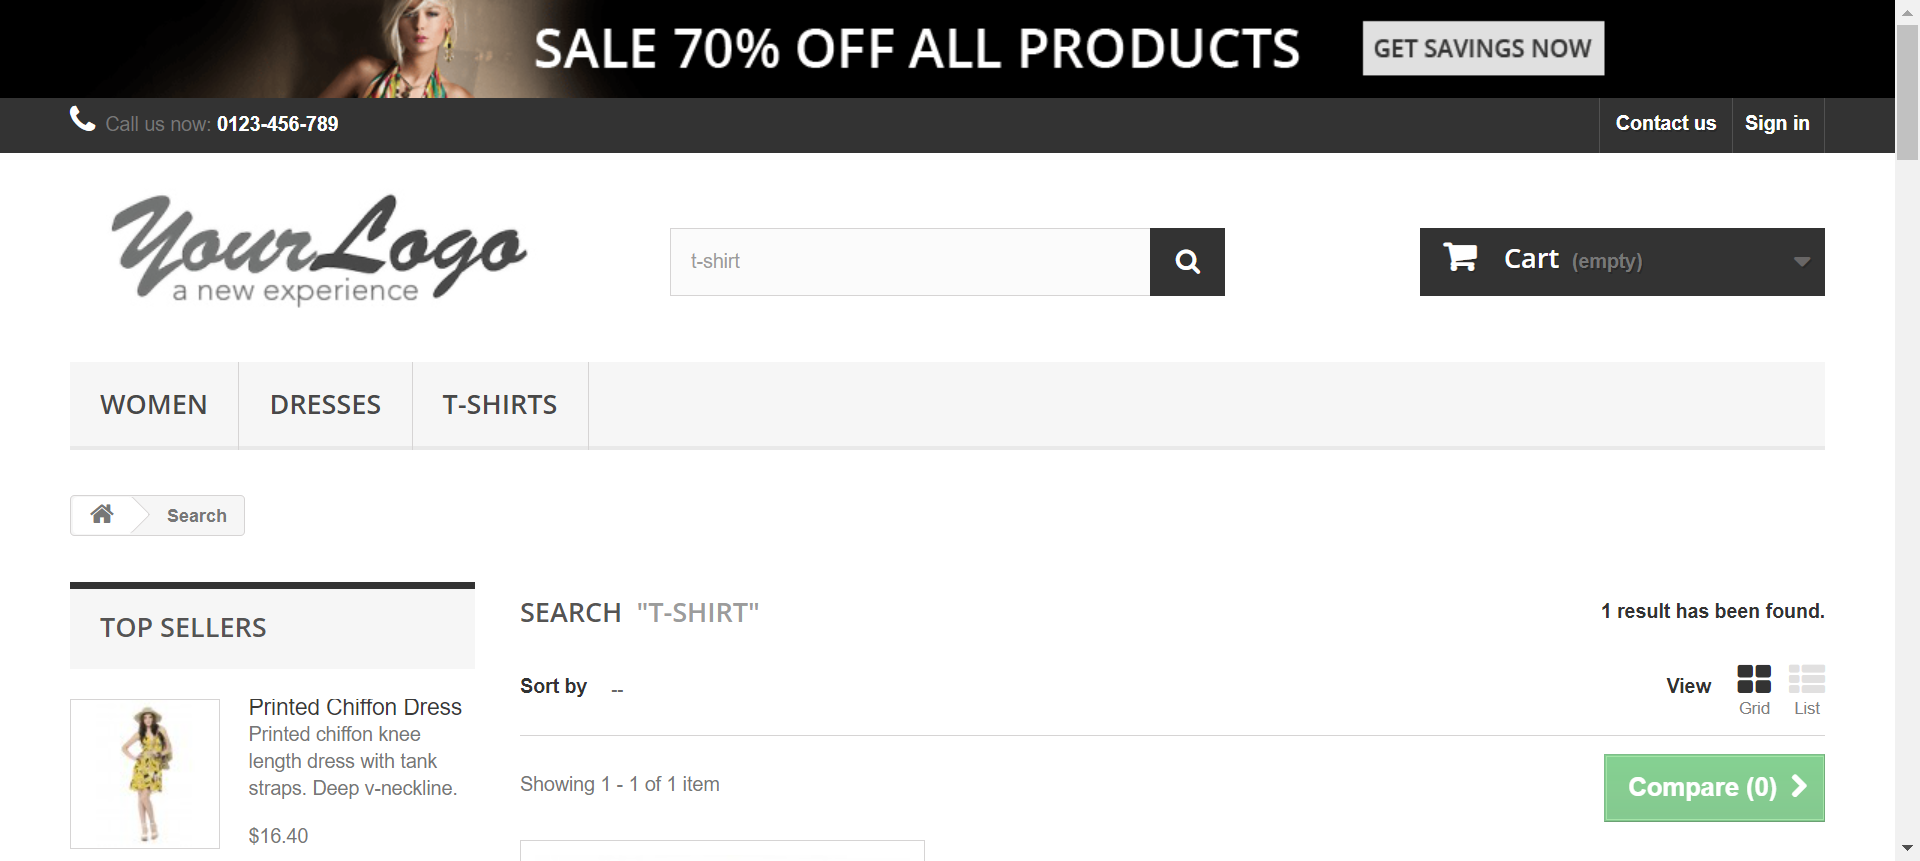 SALE 70% OFF ALL PRODUCTS
GET SAVINGS NOW
Call us now: 0123-456-789
Contact us
Sign in
Your Logo
a new experience
t-shirt
Cart (empty)
WOMEN
DRESSES
T-SHIRTS
Search
TOP SELLERS
Printed Chiffon Dress
Printed chiffon knee
length dress with tank
straps. Deep v-neckline.
$16.40
SEARCH "T-SHIRT"
1 result has been found.
Sort by --
View
Grid
List
Showing 1 - 1 of 1 item
Compare (0)